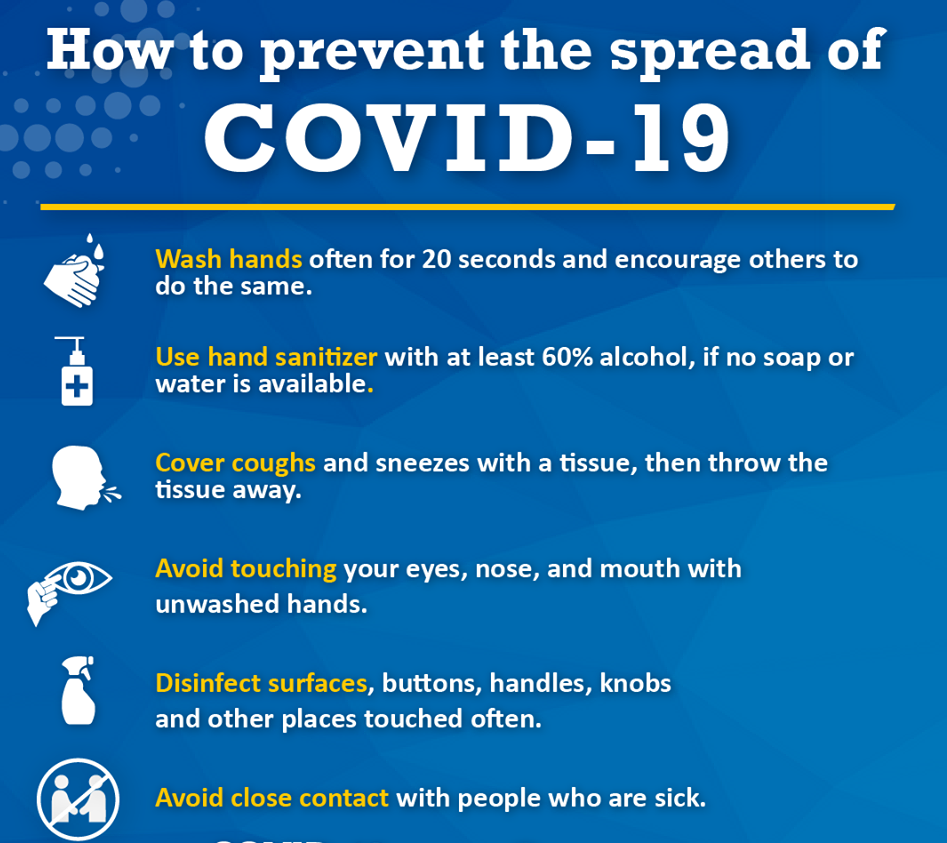 How to prevent the spread of
COVID-19
Wash hands often for 20 seconds and encourage others to
do the same.
Use hand sanitizer with at least 60% alcohol, if no soap or
water is available.
Cover coughs and sneezes with a tissue, then throw the
tissue away.
Avoid touching your eyes, nose, and mouth with
unwashed hands.
Disinfect surfaces, buttons, handles, knobs
and other places touched often.
Avoid close contact with people who are sick.